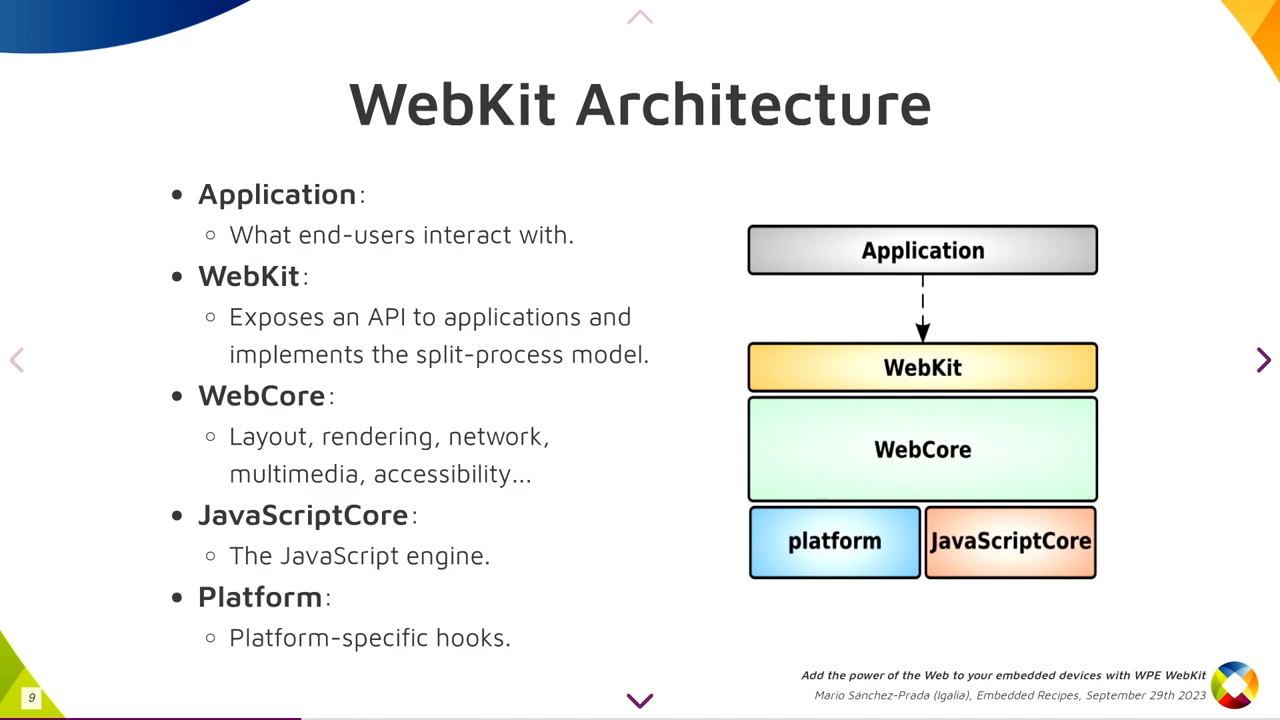 WebKit Architecture
Application:
What end-users interact with.
WebKit:
Exposes an API to applications and
implements the split-process model.
WebCore:
Layout, rendering, network,
multimedia, accessibility...
JavaScriptCore:
The JavaScript engine.
Platform:
Platform-specific hooks.
Application
WebKit
WebCore
platform
JavaScriptCore
9
Add the power of the Web to your embedded devices with WPE WebKit
Mario Sánchez-Prada (Igalia), Embedded Recipes, September 29th 2023